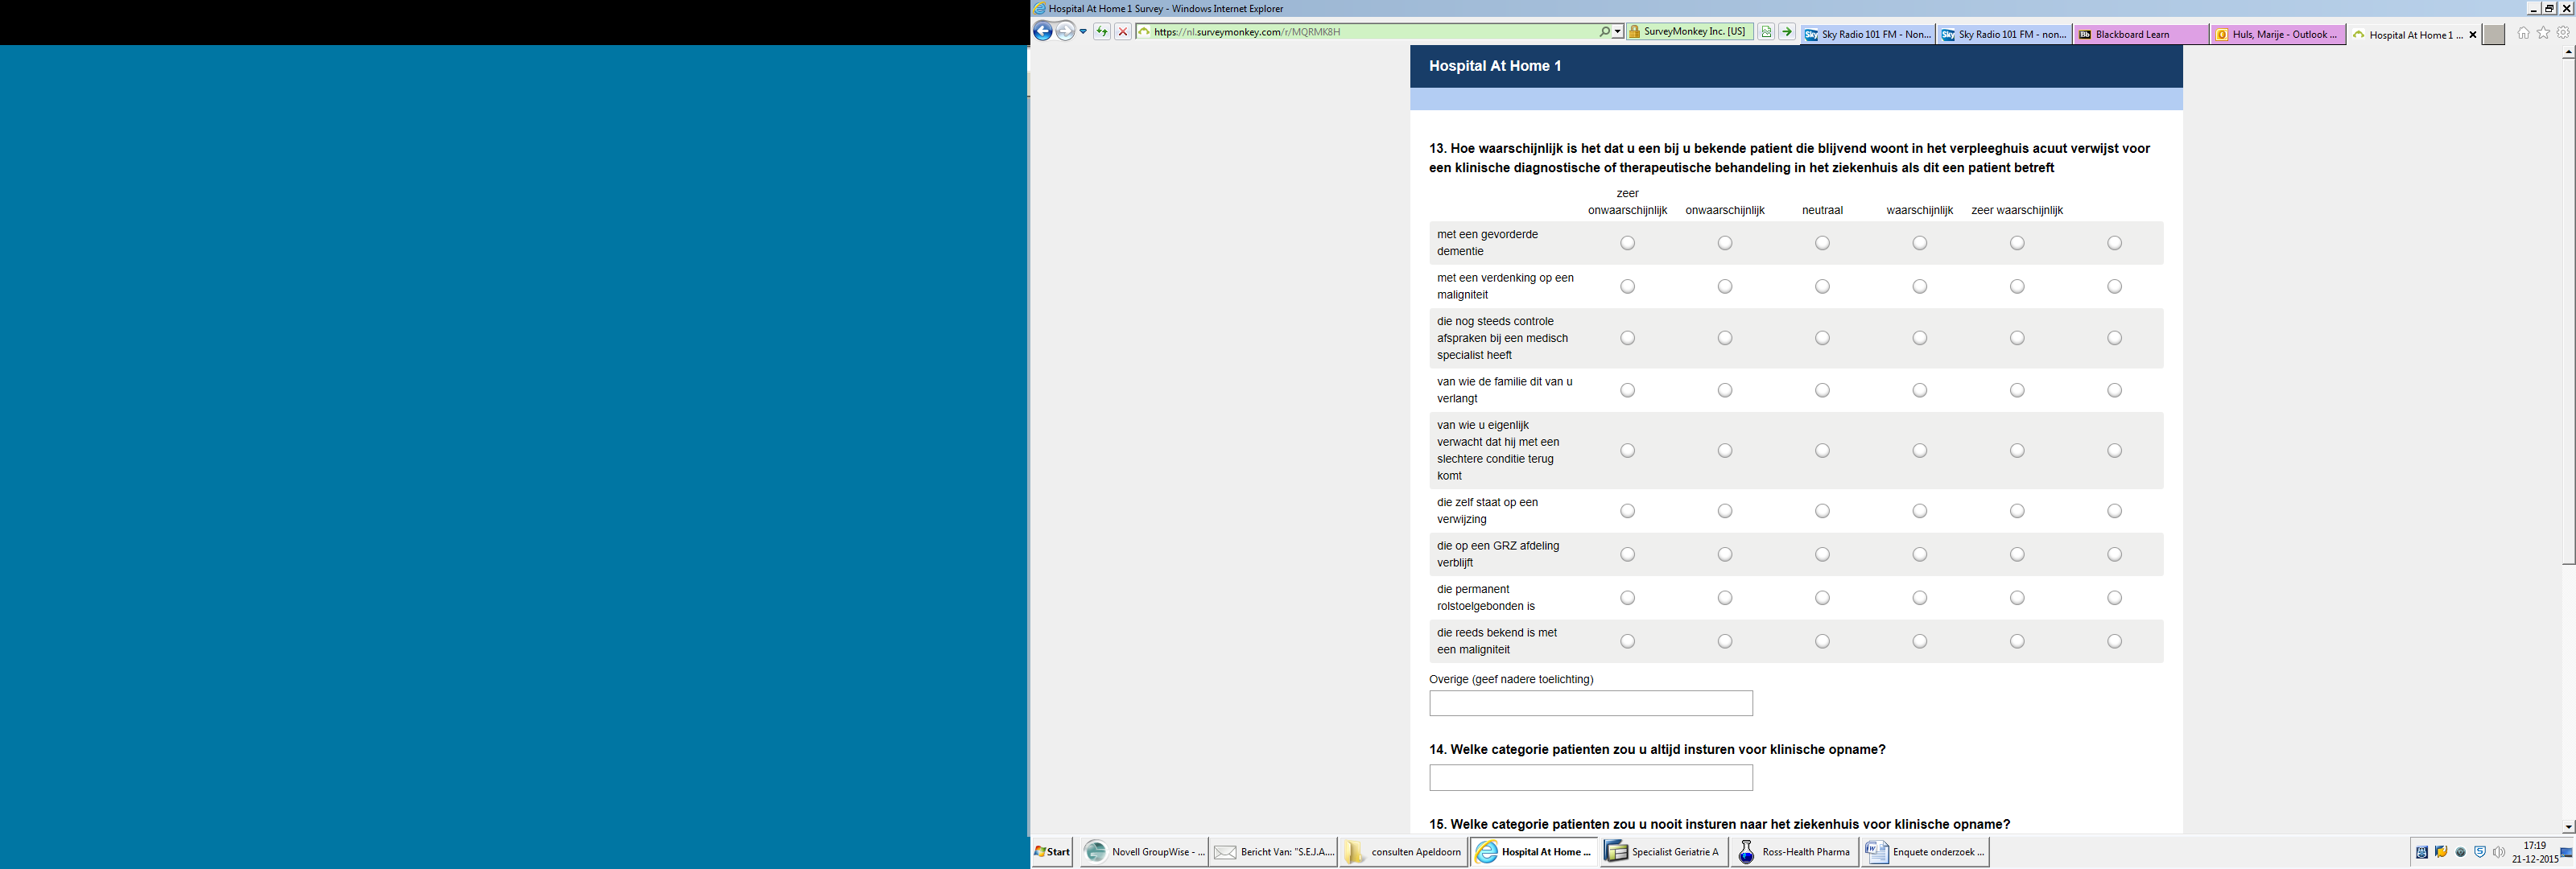 Hospital At Home 1 Survey - Windows Internet Explorer
https://nl.surveymonkey.com/r/MQRMK8H
SurveyMonkey Inc. [US]
Sky Radio 101 FM - Non...
Sky Radio 101 FM - non...
Blackboard Learn
Huls, Marije - Outlook ...
Hospital At Home 1 ...
Hospital At Home 1
13. Hoe waarschijnlijk is het dat u een bij u bekende patient die blijvend woont in het verpleeghuis acuut verwijst voor
een klinische diagnostische of therapeutische behandeling in het ziekenhuis als dit een patient betreft
zeer
onwaarschijnlijk onwaarschijnlijk neutraal waarschijnlijk zeer waarschijnlijk
met een gevorderde
dementie
met een verdenking op een
maligniteit
die nog steeds controle
afspraken bij een medisch
specialist heeft
van wie de familie dit van u
verlangt
van wie u eigenlijk
verwacht dat hij met een
slechtere conditie terug
komt
die zelf staat op een
verwijzing
die op een GRZ afdeling
verblijft
die permanent
rolstoelgebonden is
die reeds bekend is met
een maligniteit
Overige (geef nadere toelichting)
14. Welke categorie patienten zou u altijd insturen voor klinische opname?
15. Welke categorie patienten zou u nooit insturen naar het ziekenhuis voor klinische opname?
Start
Novell GroupWise - ...
Bericht Van: "S.E.J.A....
consulten Apeldoorn
Hospital At Home ...
Specialist Geriatrie A
Ross-Health Pharma
Enquete onderzoek ...
17:19
21-12-2015